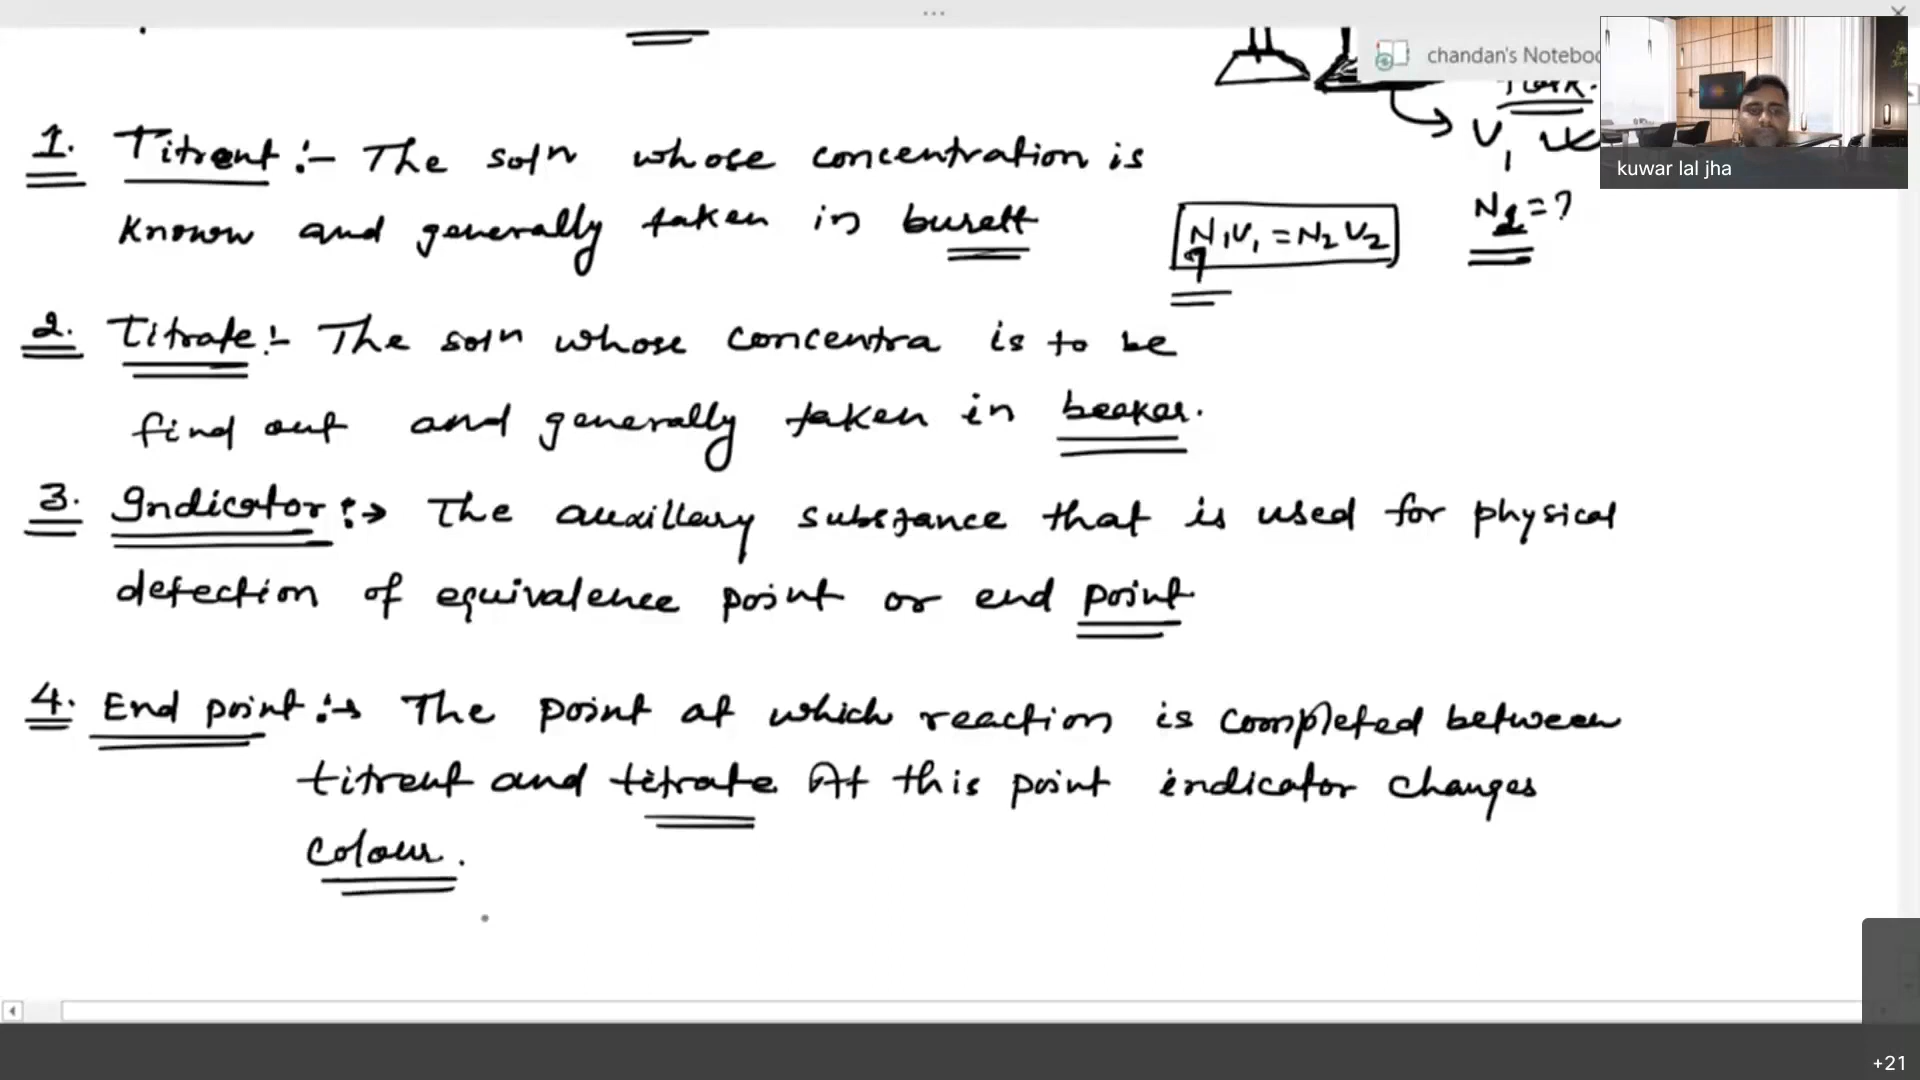 chandan's Noteboo
1. Titrent :- The soln whose concentration is
Known and generally taken in burett
V1
N1V1 = N2V2
N1 = ?
2. Titrate :- The soln whose concentra is to be
find out and generally taken in beaker.
3. Indicator :→ The auxillary substance that is used for physical
detection of equivalence point or end point
4. End point :→ The point at which reaction is completed between
titrent and titrate. At this point indicator changes
colour.
kuwar lal jha
+21